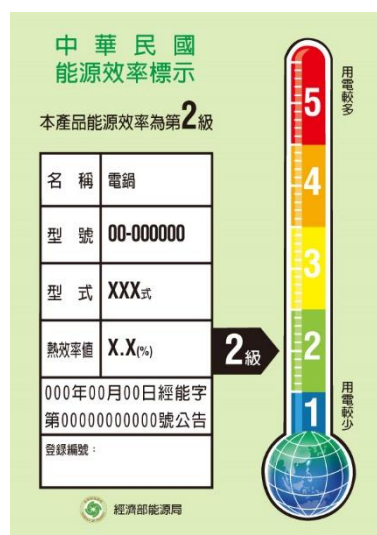 中華民國
能源效率標示
本產品能源效率為第2級
名稱 電鍋
型號 00-000000
型式 XXX式
熱效率值 X.X(%)
000年00月00日經能字
第00000000000號公告
登錄編號：
經濟部能源局
2級
用電較多
5
4
3
2
1
用電較少